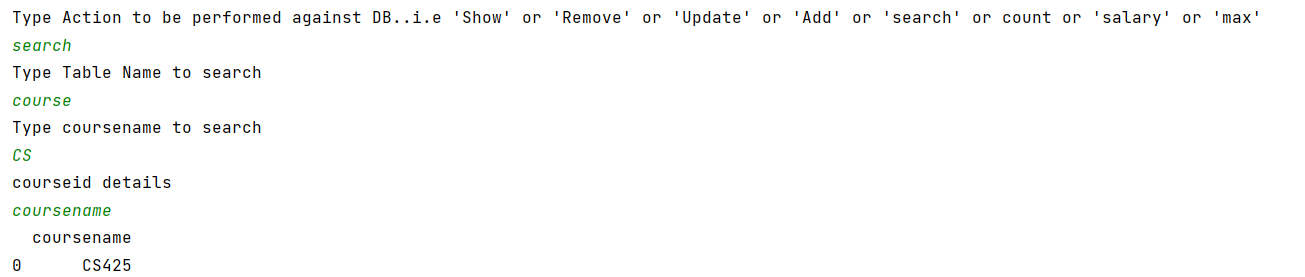 Type Action to be performed against DB..i.e 'Show' or 'Remove' or 'Update' or 'Add' or 'search' or count or 'salary' or 'max'
search
Type Table Name to search
course
Type coursename to search
CS
courseid details
coursename
  coursename
0      CS425